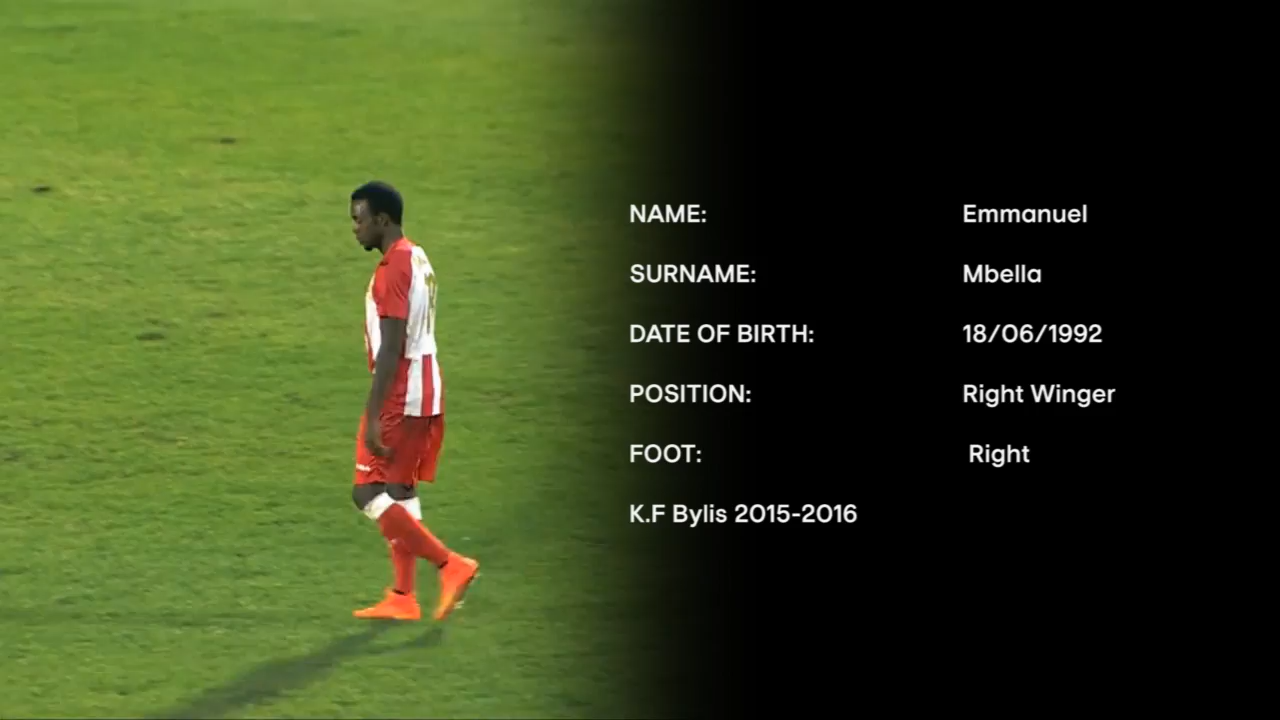 NAME: Emmanuel
SURNAME: Mbella
DATE OF BIRTH: 18/06/1992
POSITION: Right Winger
FOOT: Right
K.F Bylis 2015-2016